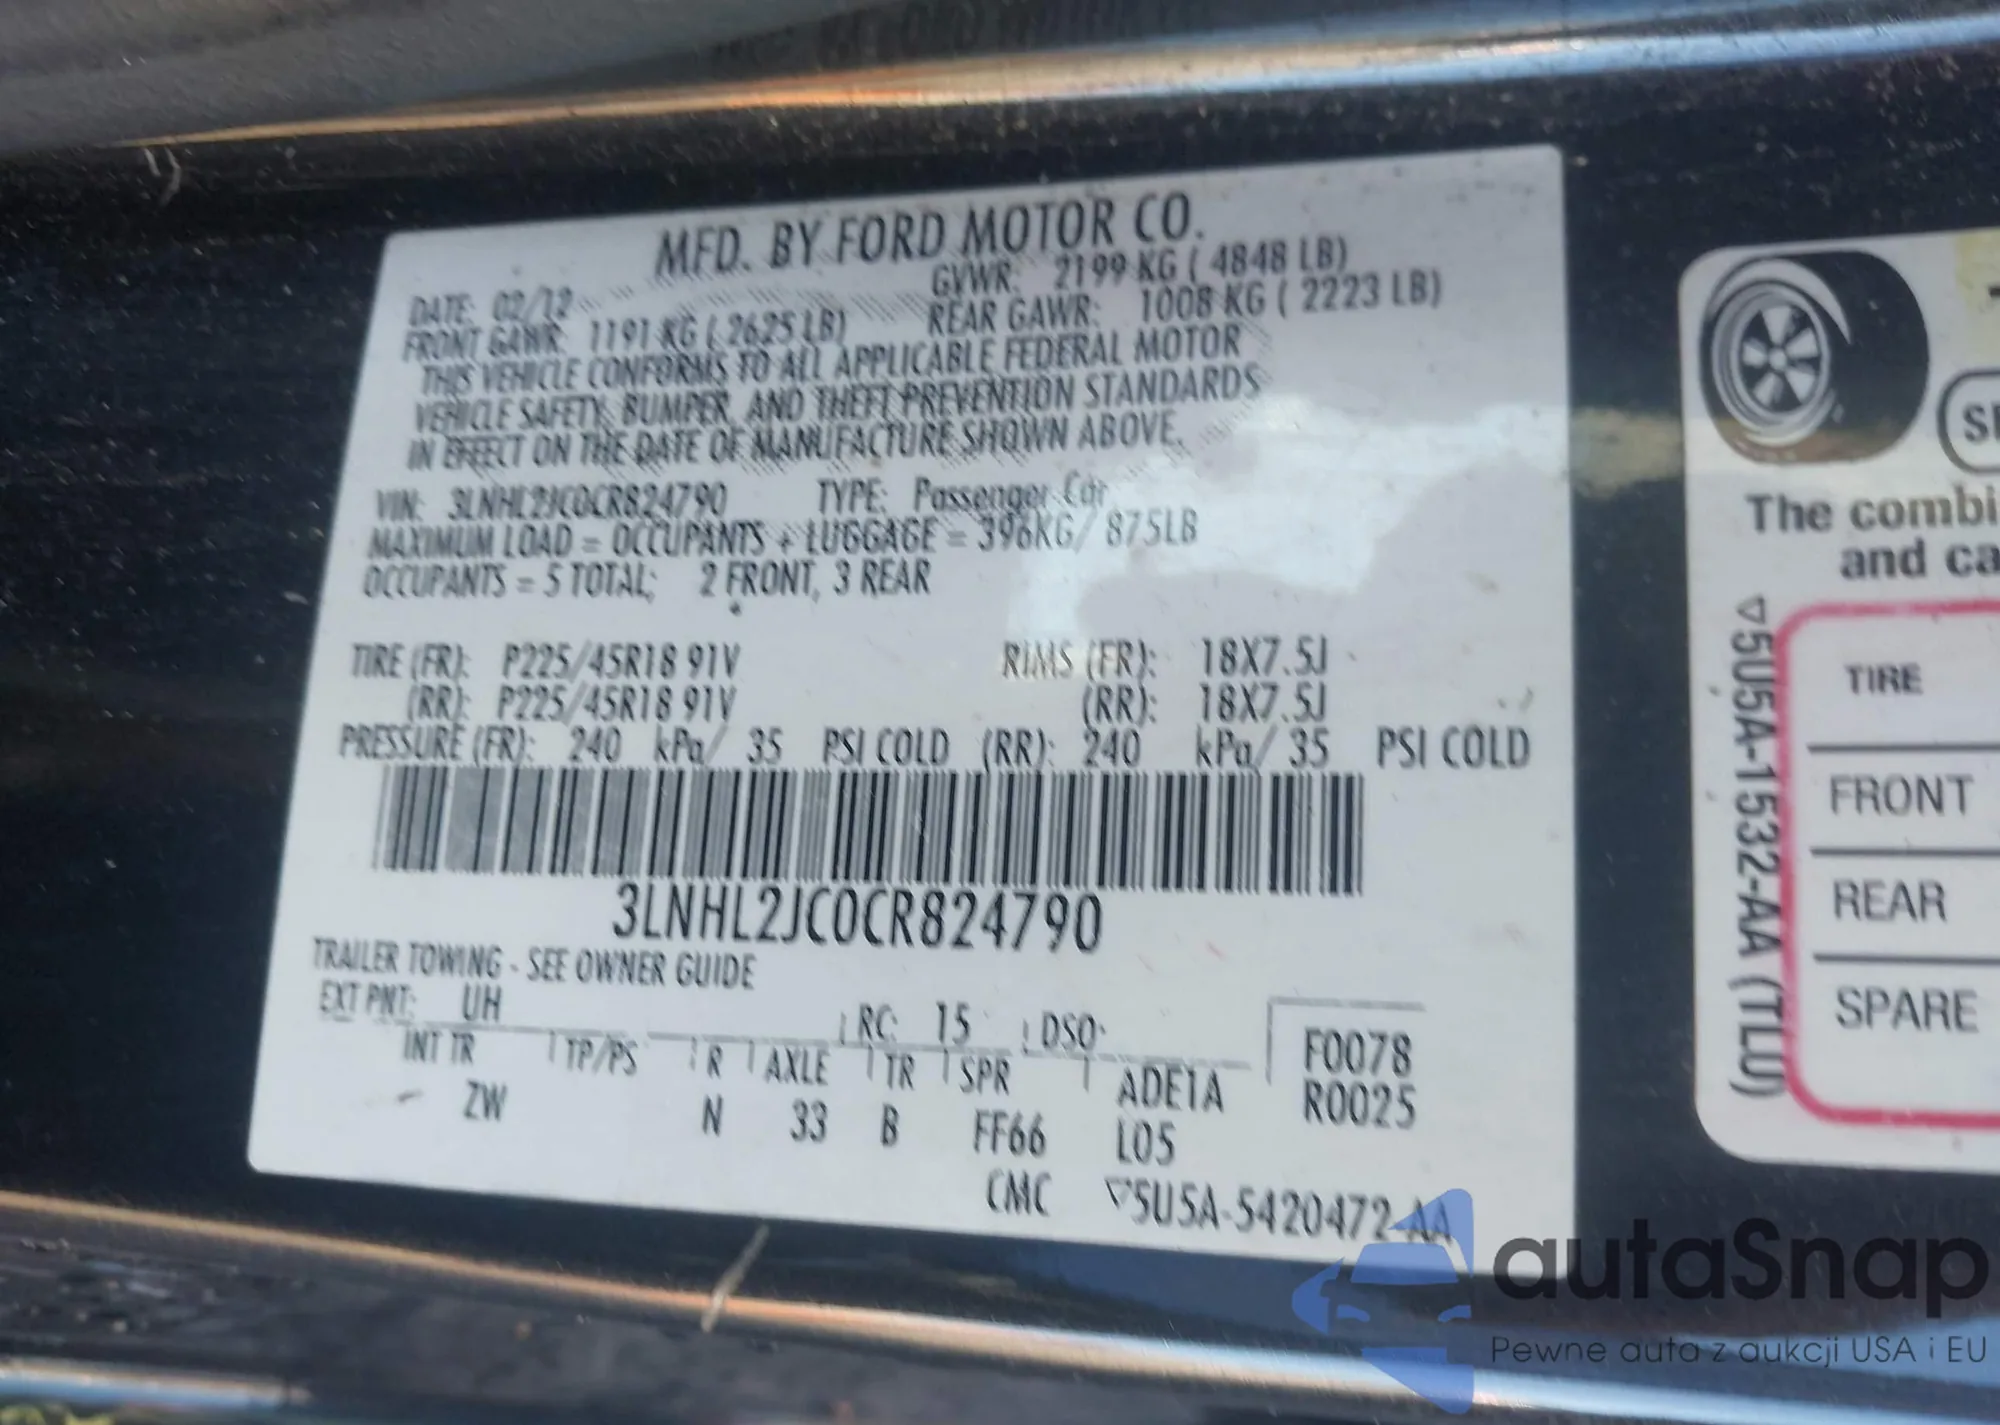 MFD. BY FORD MOTOR CO.
DATE: 02/12 GVWR: 2199 KG ( 4848 LB)
FRONT GAWR: 1191 KG ( 2625 LB) REAR GAWR: 1008 KG ( 2223 LB)
THIS VEHICLE CONFORMS TO ALL APPLICABLE FEDERAL MOTOR
VEHICLE SAFETY, BUMPER, AND THEFT PREVENTION STANDARDS
IN EFFECT ON THE DATE OF MANUFACTURE SHOWN ABOVE.
VIN: 3LNHL2JC0CR824790 TYPE: Passenger Car
MAXIMUM LOAD = OCCUPANTS + LUGGAGE = 396KG/ 875LB
OCCUPANTS = 5 TOTAL; 2 FRONT, 3 REAR
TIRE (FR): P225/45R18 91V RIMS (FR): 18X7.5J
(RR): P225/45R18 91V (RR): 18X7.5J
PRESSURE (FR): 240 kPa/ 35 PSI COLD (RR): 240 kPa/ 35 PSI COLD
3LNHL2JC0CR824790
TRAILER TOWING - SEE OWNER GUIDE
EXT PNT: UH RC: 15 DSO:
INT TR TP/PS R AXLE TR SPR ADE1A F0078
ZW N 33 B FF66 L05 R0025
CMC ▽5U5A-5420472-AA
The combi
and ca
▽5U5A-1532-AA (TLU)
TIRE
FRONT
REAR
SPARE
autaSnap
Pewne auta z aukcji USA i EU